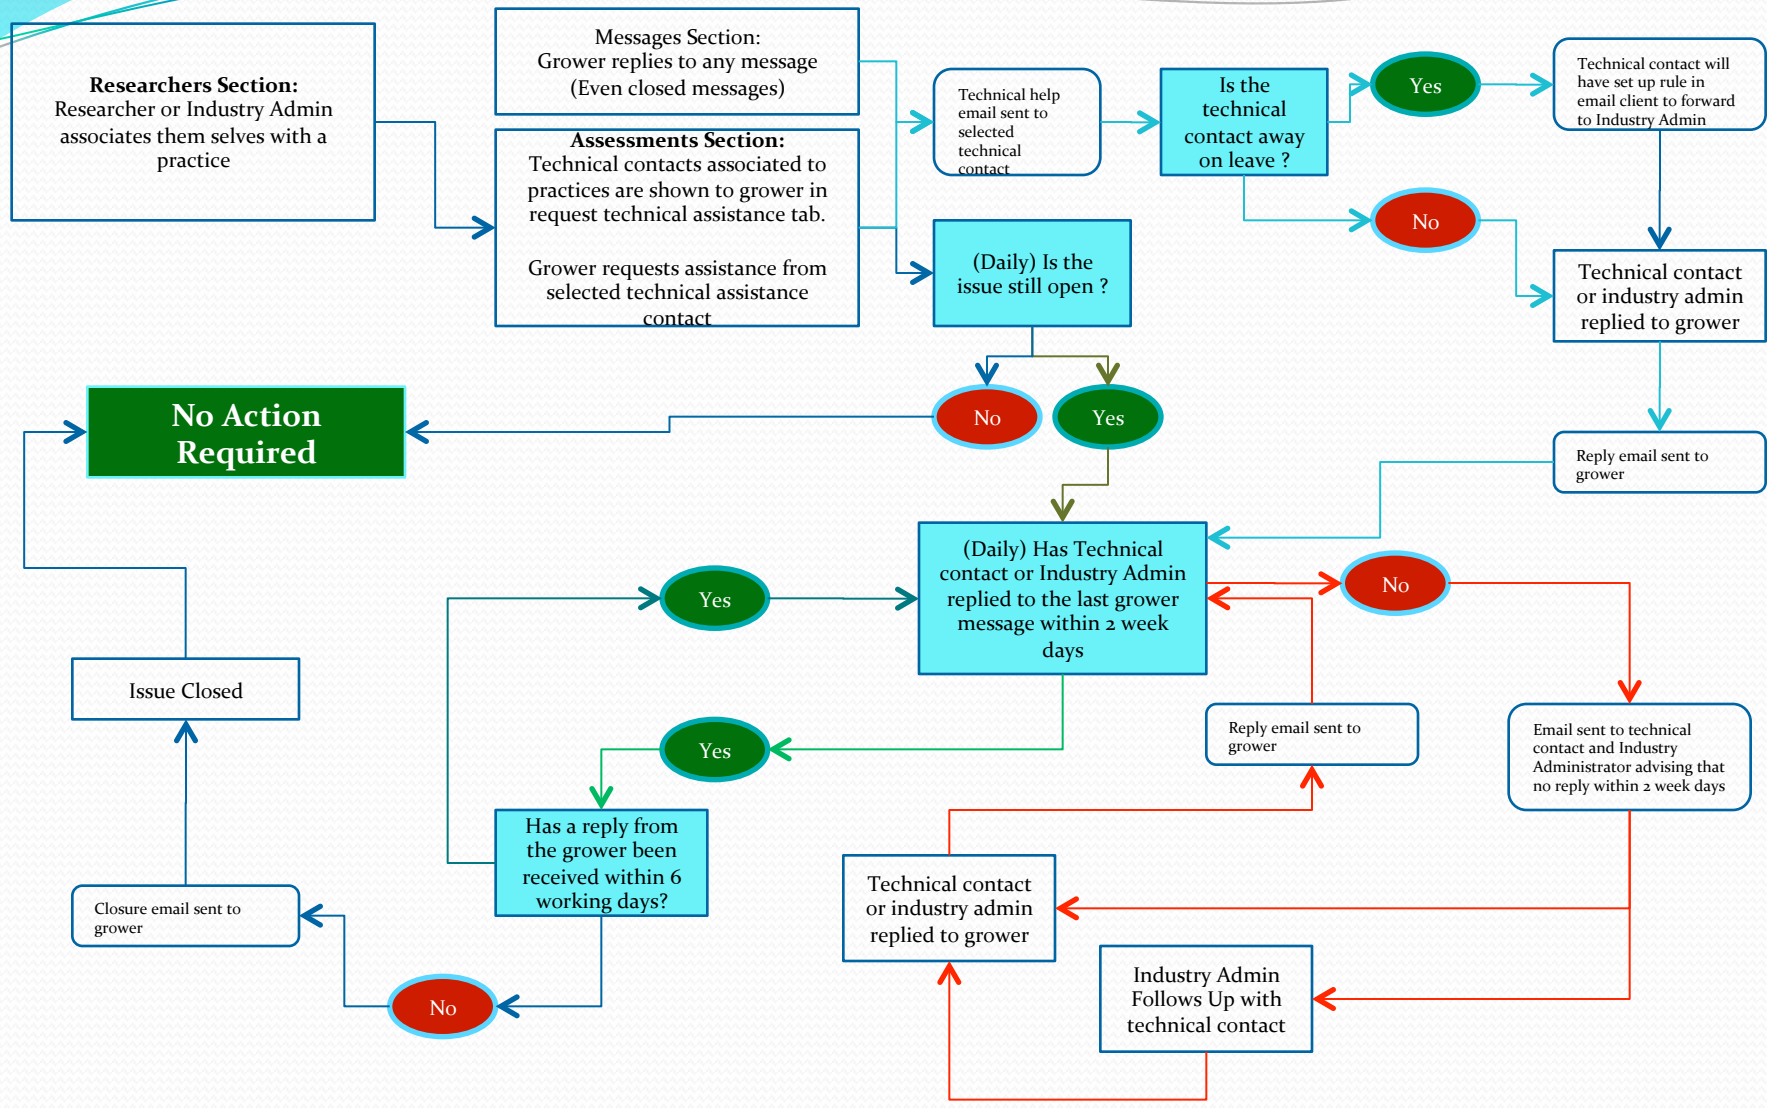 Researchers Section:
Researcher or Industry Admin
associates them selves with a
practice
Messages Section:
Grower replies to any message
(Even closed messages)
Assessments Section:
Technical contacts associated to
practices are shown to grower in
request technical assistance tab.
Grower requests assistance from
selected technical assistance
contact
Technical help
email sent to
selected
technical
contact
Is the
technical
contact away
on leave ?
Yes
Technical contact will
have set up rule in
email client to forward
to Industry Admin
No
Technical contact
or industry admin
replied to grower
(Daily) Is the
issue still open ?
No
Yes
No Action
Required
Reply email sent to
grower
(Daily) Has Technical
contact or Industry Admin
replied to the last grower
message within 2 week
days
No
Yes
Issue Closed
Yes
Reply email sent to
grower
Email sent to technical
contact and Industry
Administrator advising that
no reply within 2 week days
Has a reply from
the grower been
received within 6
working days?
Closure email sent to
grower
Technical contact
or industry admin
replied to grower
No
Industry Admin
Follows Up with
technical contact